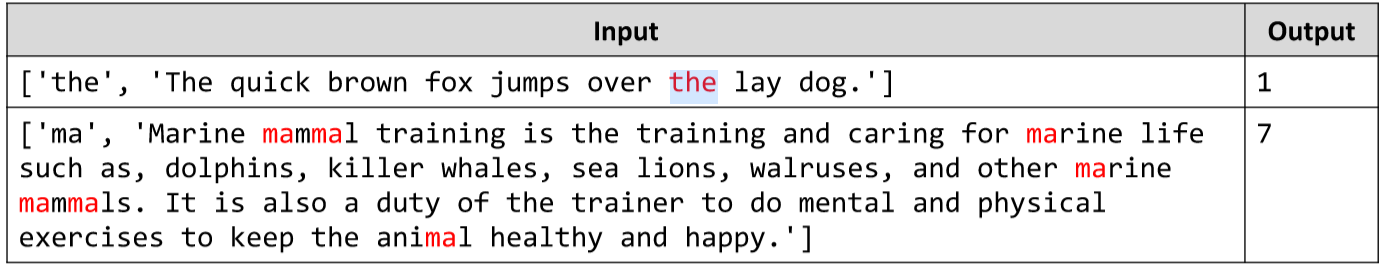 Input Output
['the', 'The quick brown fox jumps over the lay dog.'] 1
['ma', 'Marine mammal training is the training and caring for marine life 7
such as, dolphins, killer whales, sea lions, walruses, and other marine
mammals. It is also a duty of the trainer to do mental and physical
exercises to keep the animal healthy and happy.']